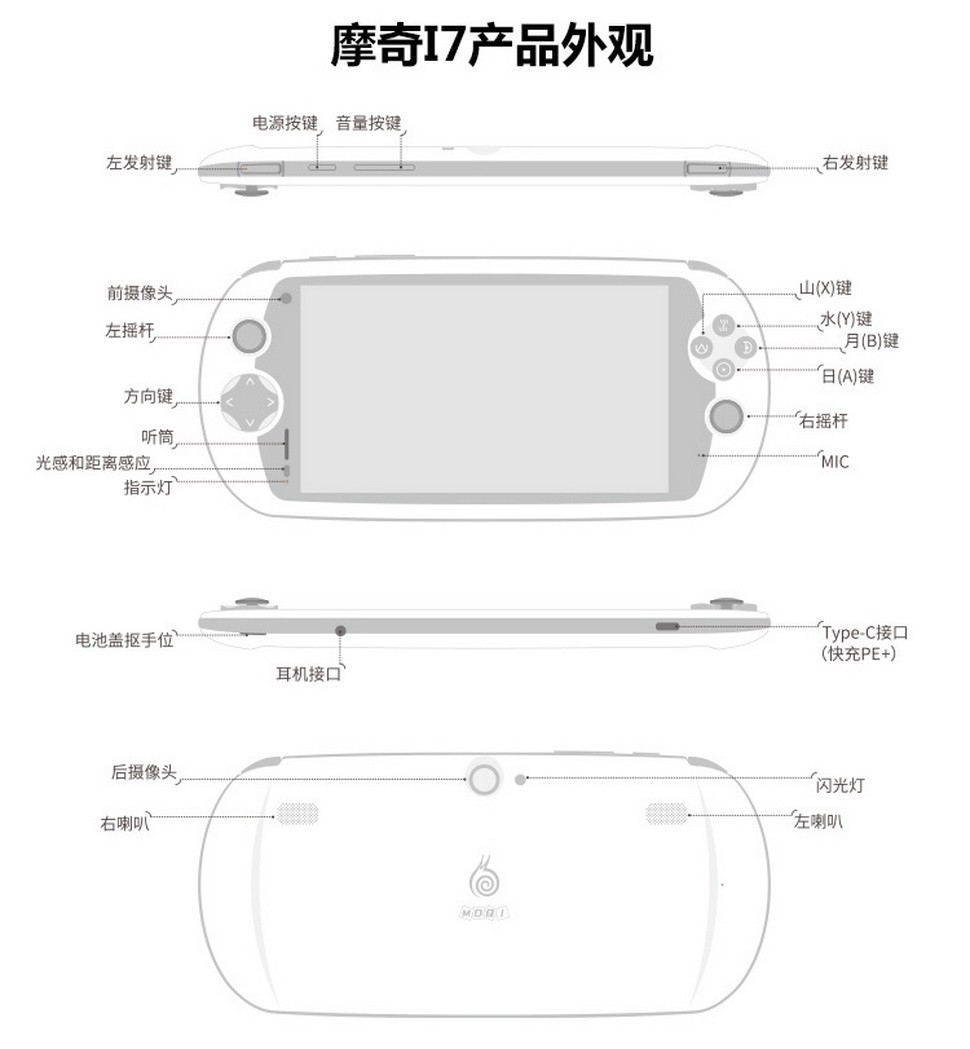 摩奇I7产品外观
电源按键 音量按键
左发射键
右发射键
前摄像头
左摇杆
方向键
听筒
光感和距离感应
指示灯
山(X)键
水(Y)键
月(B)键
日(A)键
右摇杆
MIC
电池盖抠手位
耳机接口
Type-C接口
（快充PE+）
后摄像头
闪光灯
右喇叭
左喇叭
MOQI